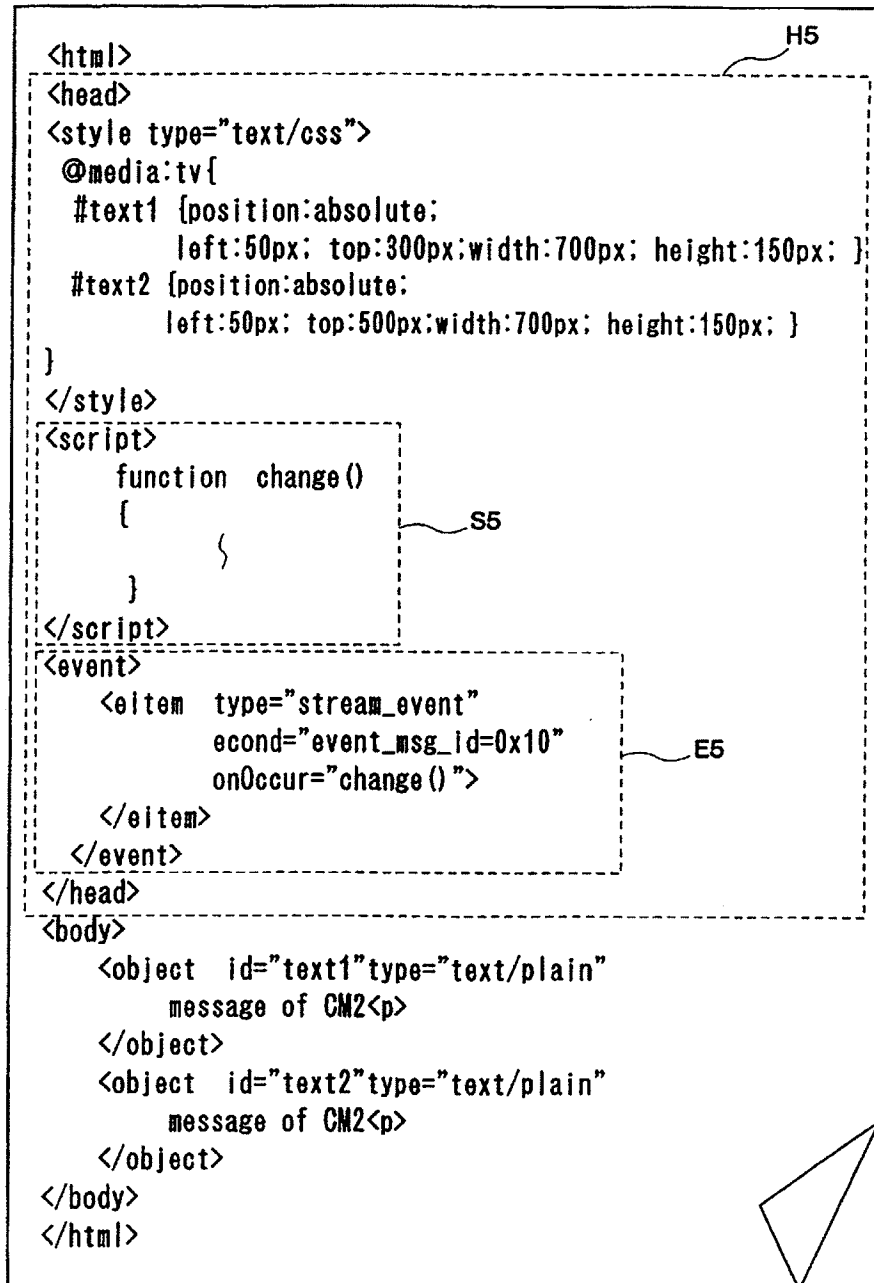 H5
<html>
<head>
<style type="text/css">
@media:tv{
#text1 {position:absolute;
left:50px; top:300px;width:700px; height:150px; }
#text2 {position:absolute;
left:50px; top:500px;width:700px; height:150px; }
}
</style>
<script>
function change()
{
S5
}
</script>
<event>
<eitem type="stream_event"
econd="event_msg_id=0x10"
E5
onOccur="change()">
</eitem>
</event>
</head>
<body>
<object id="text1"type="text/plain"
message of CM2<p>
</object>
<object id="text2"type="text/plain"
message of CM2<p>
</object>
</body>
</html>